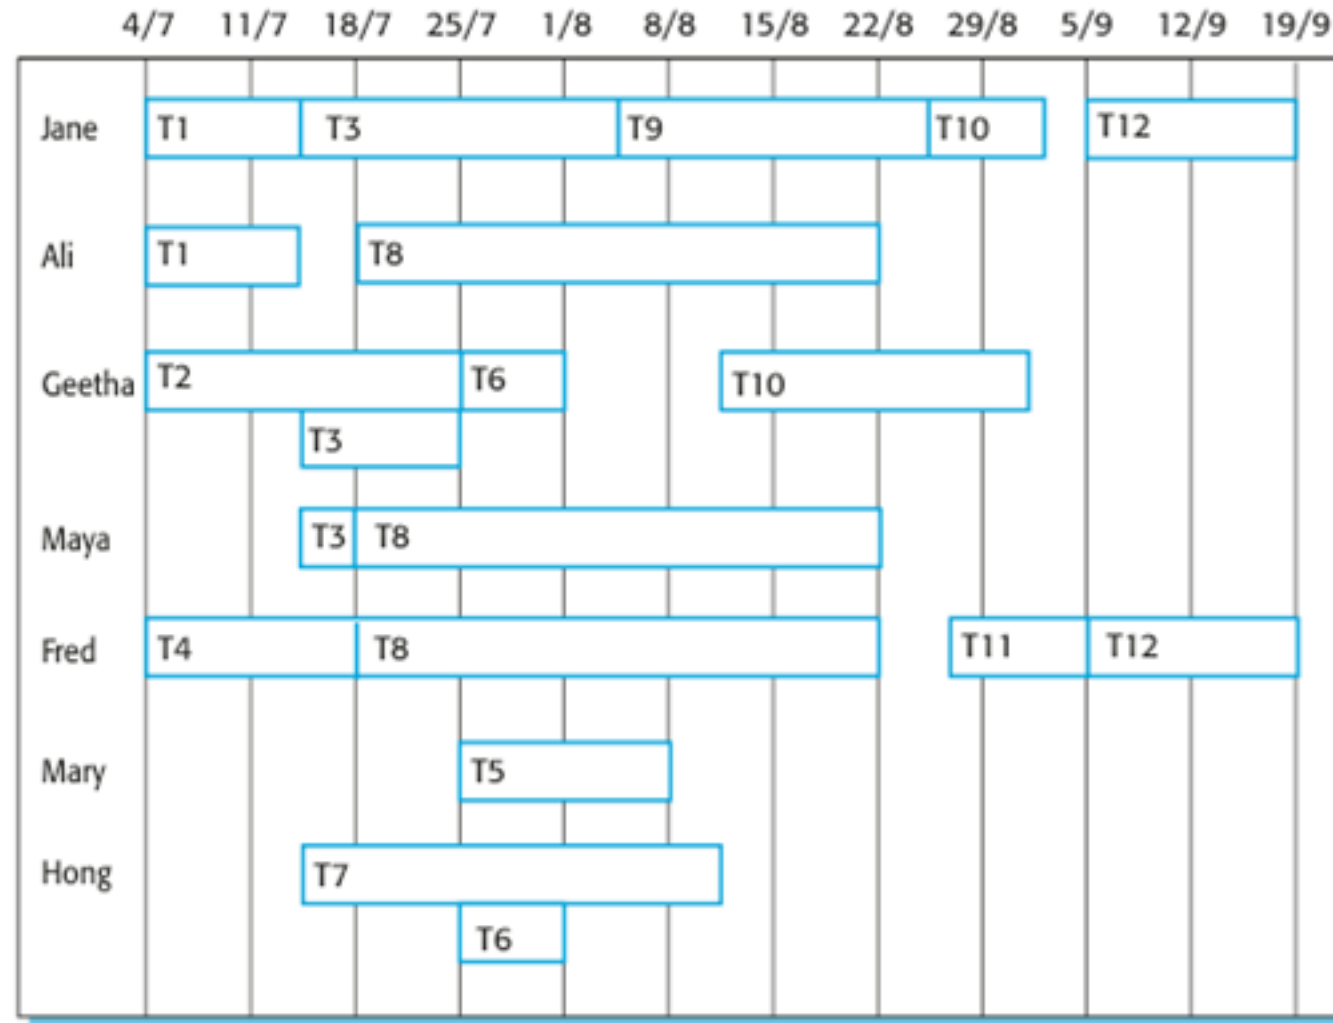 4/7 11/7 18/7 25/7 1/8 8/8 15/8 22/8 29/8 5/9 12/9 19/9
Jane T1 T3 T9 T10 T12
Ali T1 T8
Geetha T2 T6 T10
T3
Maya T3 T8
Fred T4 T8 T11 T12
Mary T5
Hong T7
T6